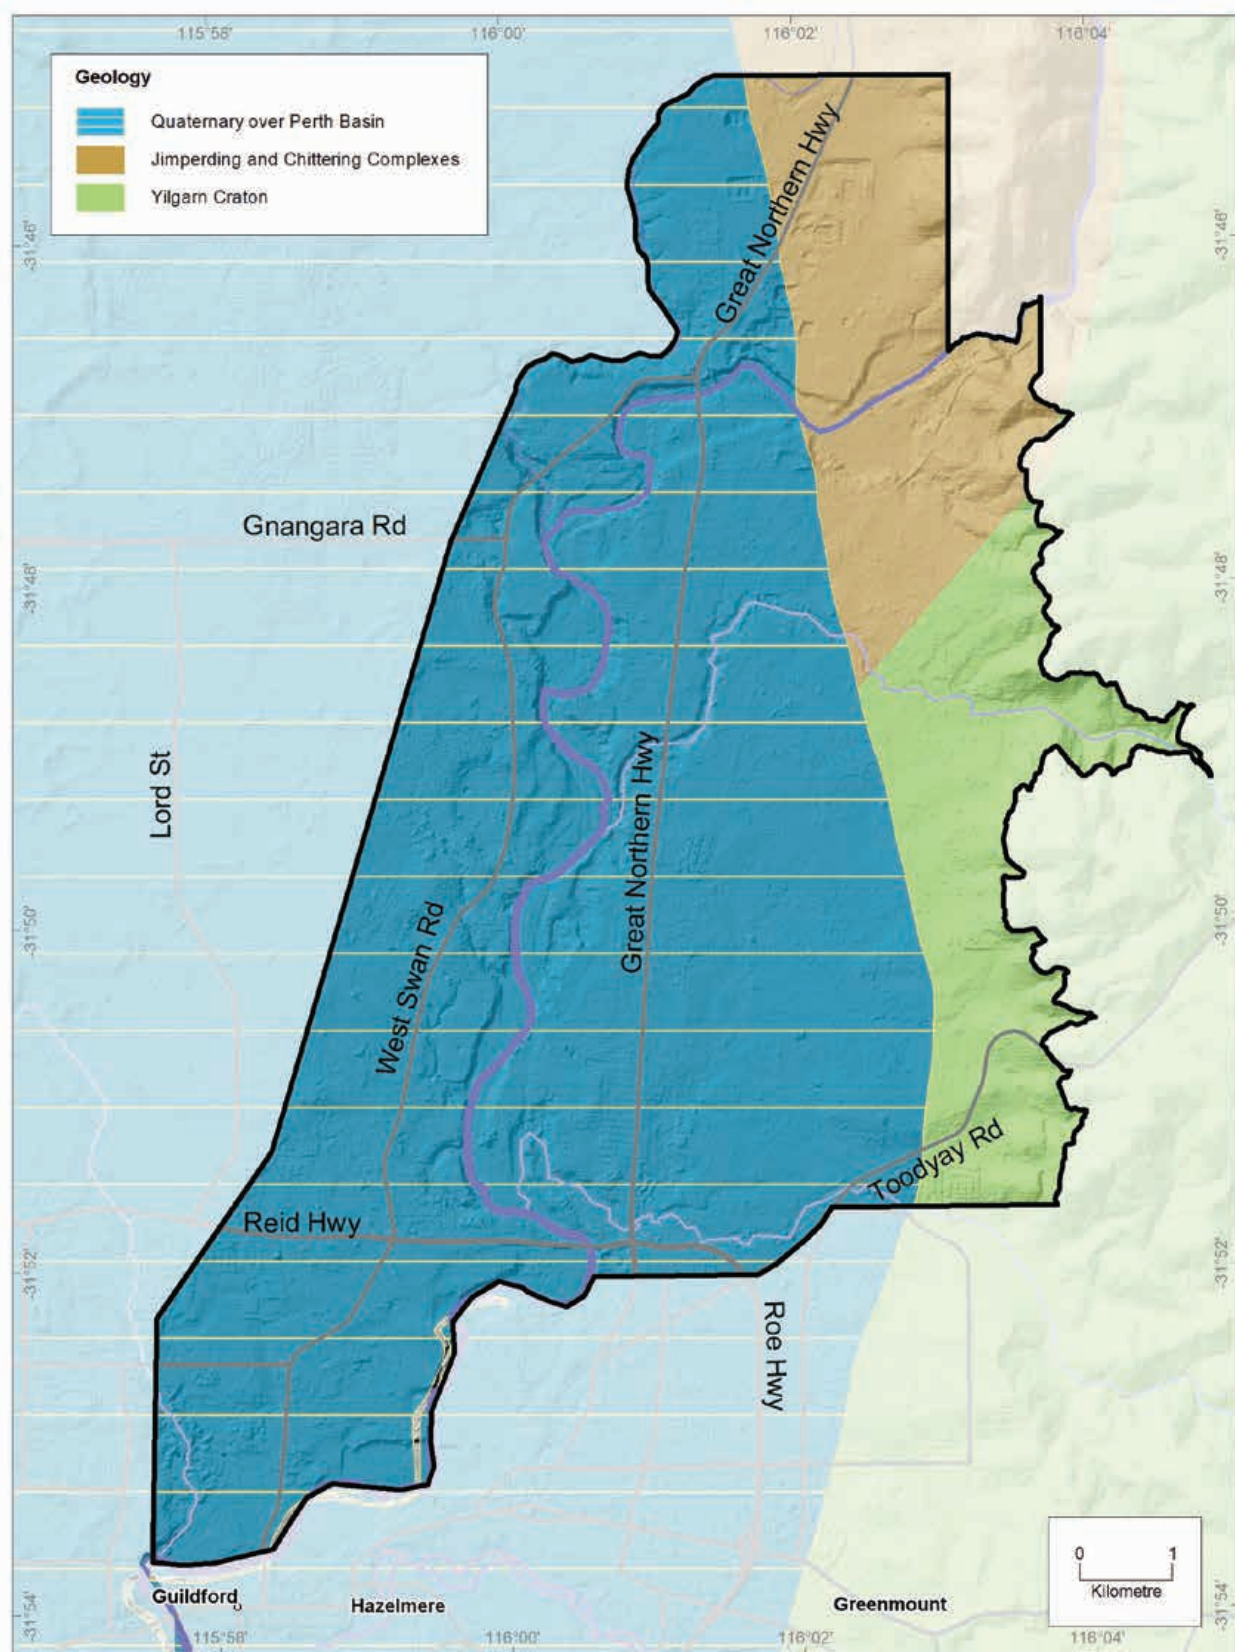 115°58'
116°00'
116°02'
116°04'
Geology
Quaternary over Perth Basin
Jimperding and Chittering Complexes
Yilgarn Craton
Great Northern Hwy
-31°46'
-31°46'
Gnangara Rd
-31°48'
-31°48'
Lord St
Great Northern Hwy
West Swan Rd
-31°50'
-31°50'
Toodyay Rd
Reid Hwy
-31°52'
-31°52'
Roe Hwy
0 1
Kilometre
Guildford
Hazelmere
Greenmount
-31°54'
-31°54'
115°58'
116°00'
116°02'
116°04'